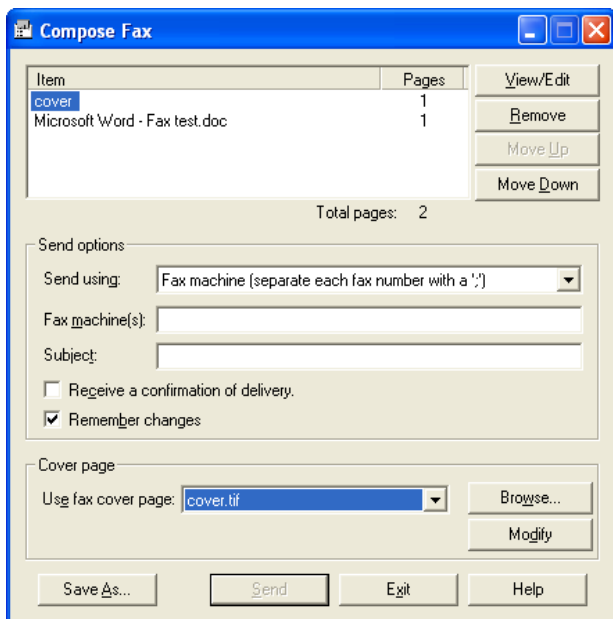 Compose Fax
Item Pages
cover 1
Microsoft Word - Fax test.doc 1
View/Edit
Remove
Move Up
Move Down
Total pages: 2
Send options
Send using: Fax machine (separate each fax number with a ';')
Fax machine(s):
Subject:
Receive a confirmation of delivery.
Remember changes
Cover page
Use fax cover page: cover.tif
Browse...
Modify
Save As... Send Exit Help